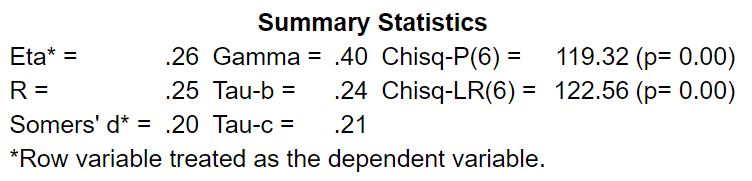 Summary Statistics
Eta* = .26 Gamma = .40 Chisq-P(6) = 119.32 (p= 0.00)
R = .25 Tau-b = .24 Chisq-LR(6) = 122.56 (p= 0.00)
Somers' d* = .20 Tau-c = .21
*Row variable treated as the dependent variable.